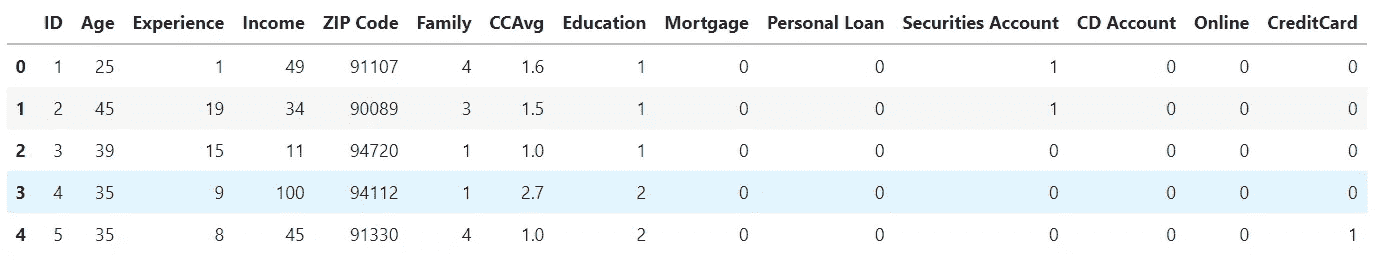 ID Age Experience Income ZIP Code Family CCAvg Education Mortgage Personal Loan Securities Account CD Account Online CreditCard
0 1 25 1 49 91107 4 1.6 1 0 0 1 0 0 0
1 2 45 19 34 90089 3 1.5 1 0 0 1 0 0 0
2 3 39 15 11 94720 1 1.0 1 0 0 0 0 0 0
3 4 35 9 100 94112 1 2.7 2 0 0 0 0 0 0
4 5 35 8 45 91330 4 1.0 2 0 0 0 0 0 1